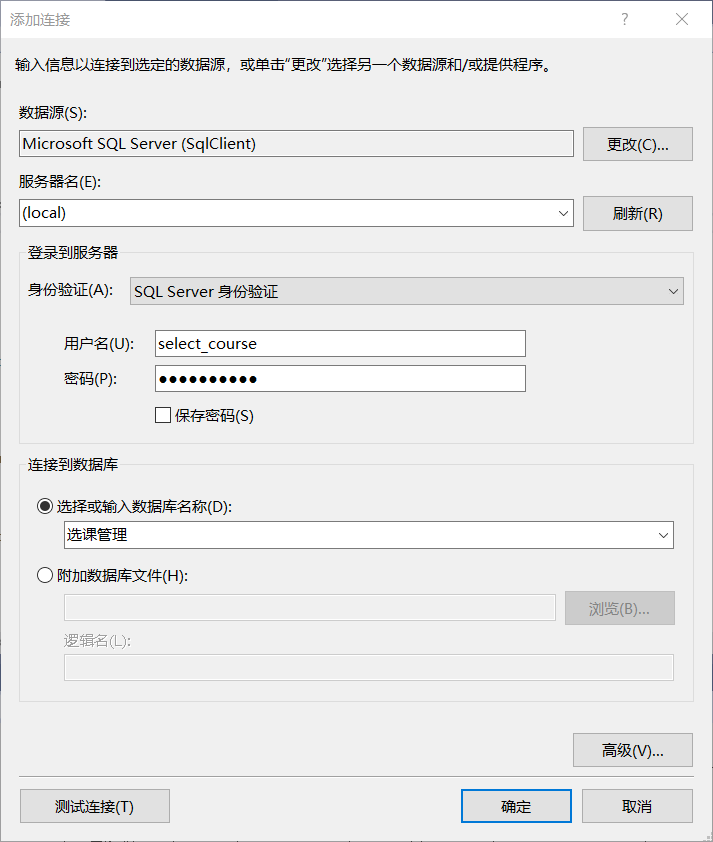 添加连接
?
输入信息以连接到选定的数据源，或单击“更改”选择另一个数据源和/或提供程序。
数据源(S):
Microsoft SQL Server (SqlClient)
更改(C)...
服务器名(E):
(local)
刷新(R)
登录到服务器
身份验证(A):
SQL Server 身份验证
用户名(U):
select_course
密码(P):
●●●●●●●●●●
保存密码(S)
连接到数据库
选择或输入数据库名称(D):
选课管理
附加数据库文件(H):
浏览(B)...
逻辑名(L):
高级(V)...
测试连接(T)
确定
取消